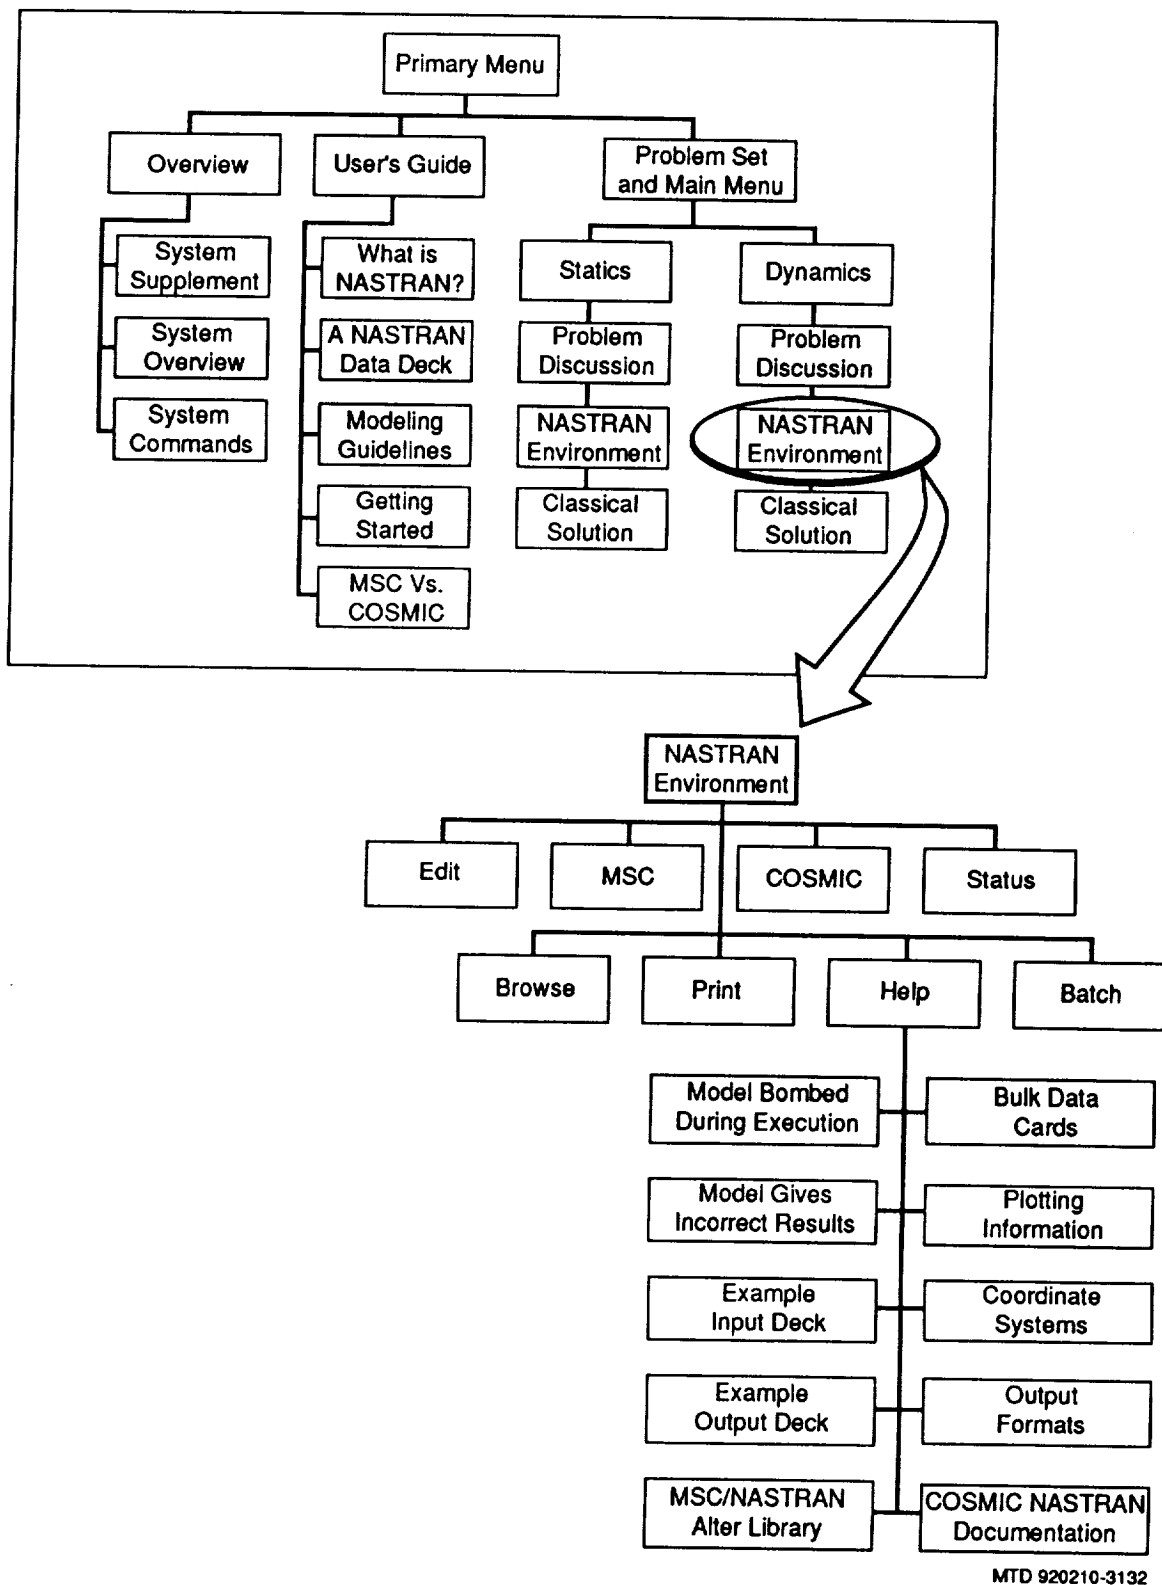 Primary Menu
Overview
User's Guide
Problem Set
and Main Menu
System
Supplement
System
Overview
System
Commands
What is
NASTRAN?
A NASTRAN
Data Deck
Modeling
Guidelines
Getting
Started
MSC Vs.
COSMIC
Statics
Problem
Discussion
NASTRAN
Environment
Classical
Solution
Dynamics
Problem
Discussion
NASTRAN
Environment
Classical
Solution
NASTRAN
Environment
Edit
MSC
COSMIC
Status
Browse
Print
Help
Batch
Model Bombed
During Execution
Bulk Data
Cards
Model Gives
Incorrect Results
Plotting
Information
Example
Input Deck
Coordinate
Systems
Example
Output Deck
Output
Formats
MSC/NASTRAN
Alter Library
COSMIC NASTRAN
Documentation
MTD 920210-3132